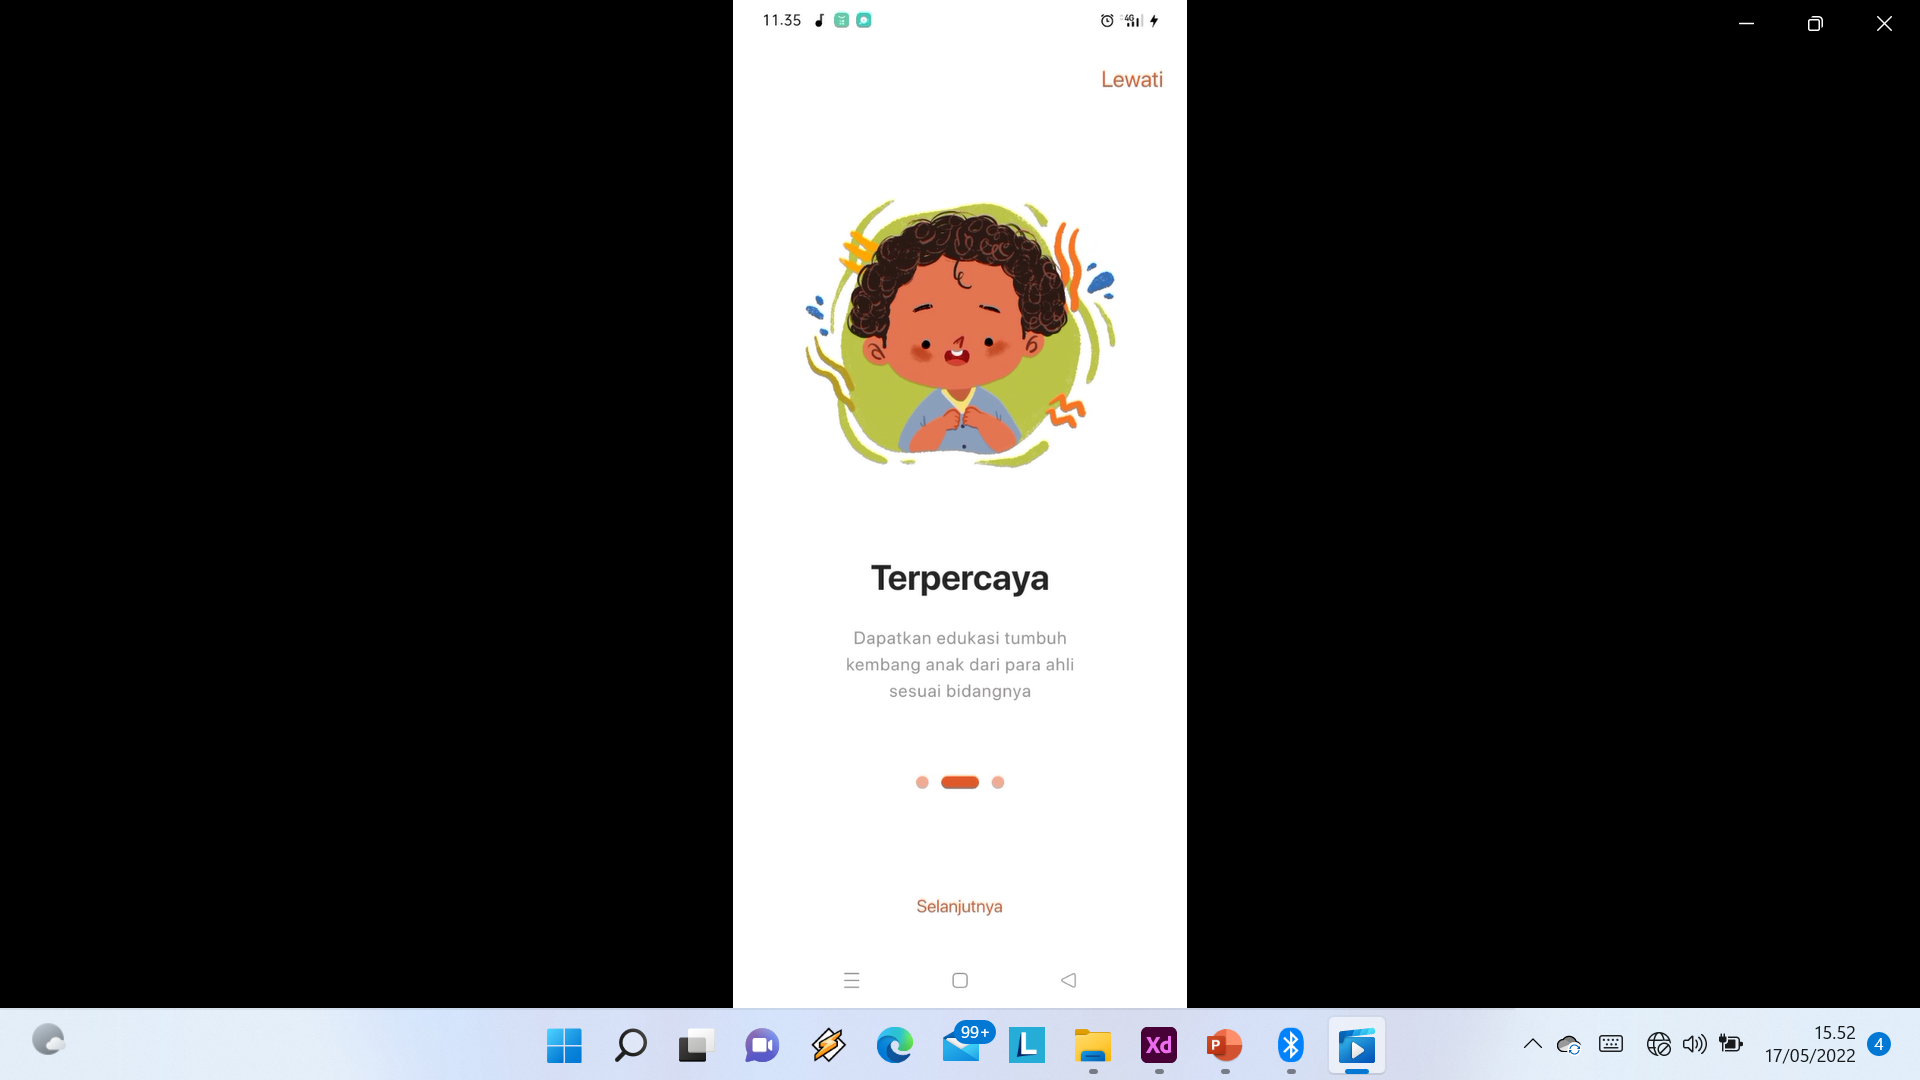 11.35
4G
Lewati
Terpercaya
Dapatkan edukasi tumbuh
kembang anak dari para ahli
sesuai bidangnya
Selanjutnya
99+
L
Xd
P
15.52
17/05/2022
4